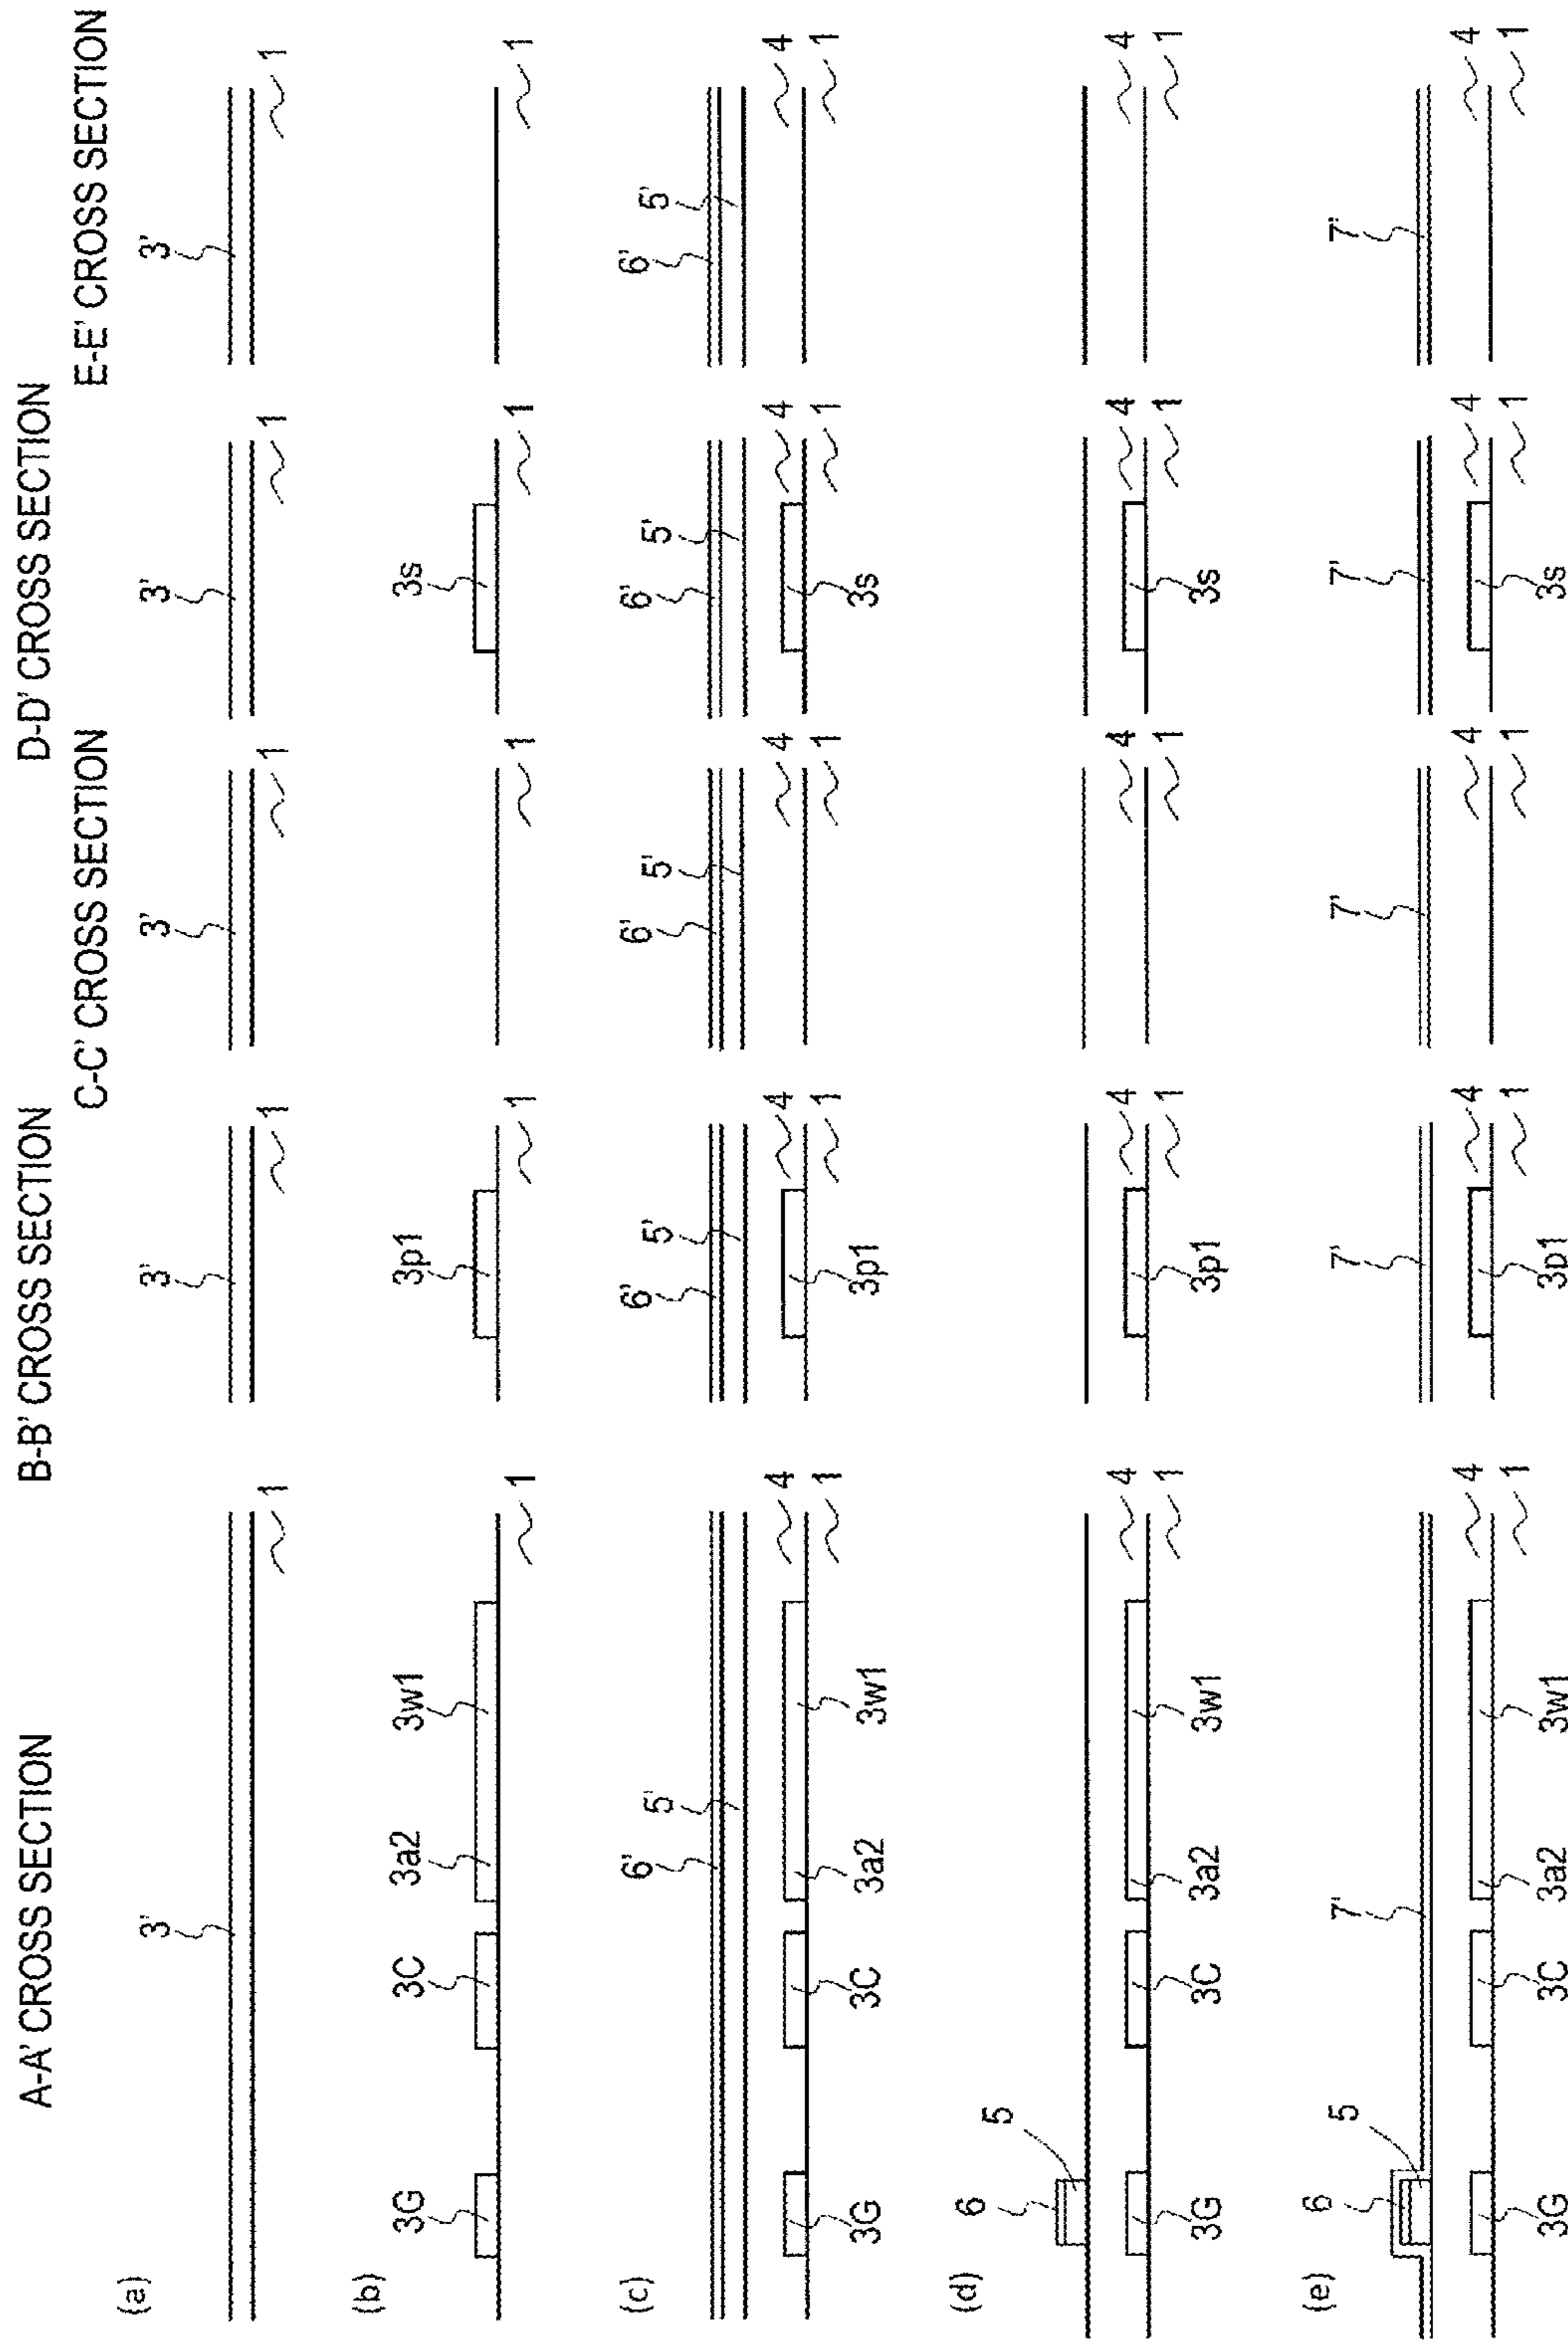 A-A' CROSS SECTION
B-B' CROSS SECTION
C-C' CROSS SECTION
D-D' CROSS SECTION
E-E' CROSS SECTION
(a)
3' 1 3' 1 3' 1 3' 1 3' 1
(b)
3G 3C 3a2 3w1 1 3p1 1 1 3s 1 1
(c)
6' 5' 4 6' 5' 4 6' 5' 4 6' 5' 4 6' 5' 4
1 1 1 1 1
3G 3C 3a2 3w1 3p1 3s
(d)
6 5 4 4 4 4 4
1 1 1 1 1
3G 3C 3a2 3w1 3p1 3s
(e)
6 5 7' 4 7' 4 7' 4 7' 4 7' 4
1 1 1 1 1
3G 3C 3a2 3w1 3p1 3s